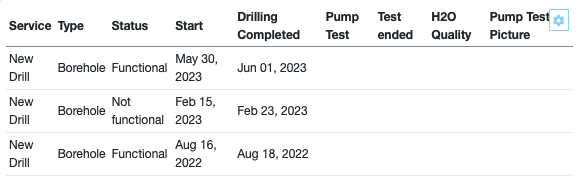 Service Type Status Start Drilling Completed Pump Test Test ended H2O Quality Pump Test Picture
New Drill Borehole Functional May 30, 2023 Jun 01, 2023
New Drill Borehole Not functional Feb 15, 2023 Feb 23, 2023
New Drill Borehole Functional Aug 16, 2022 Aug 18, 2022